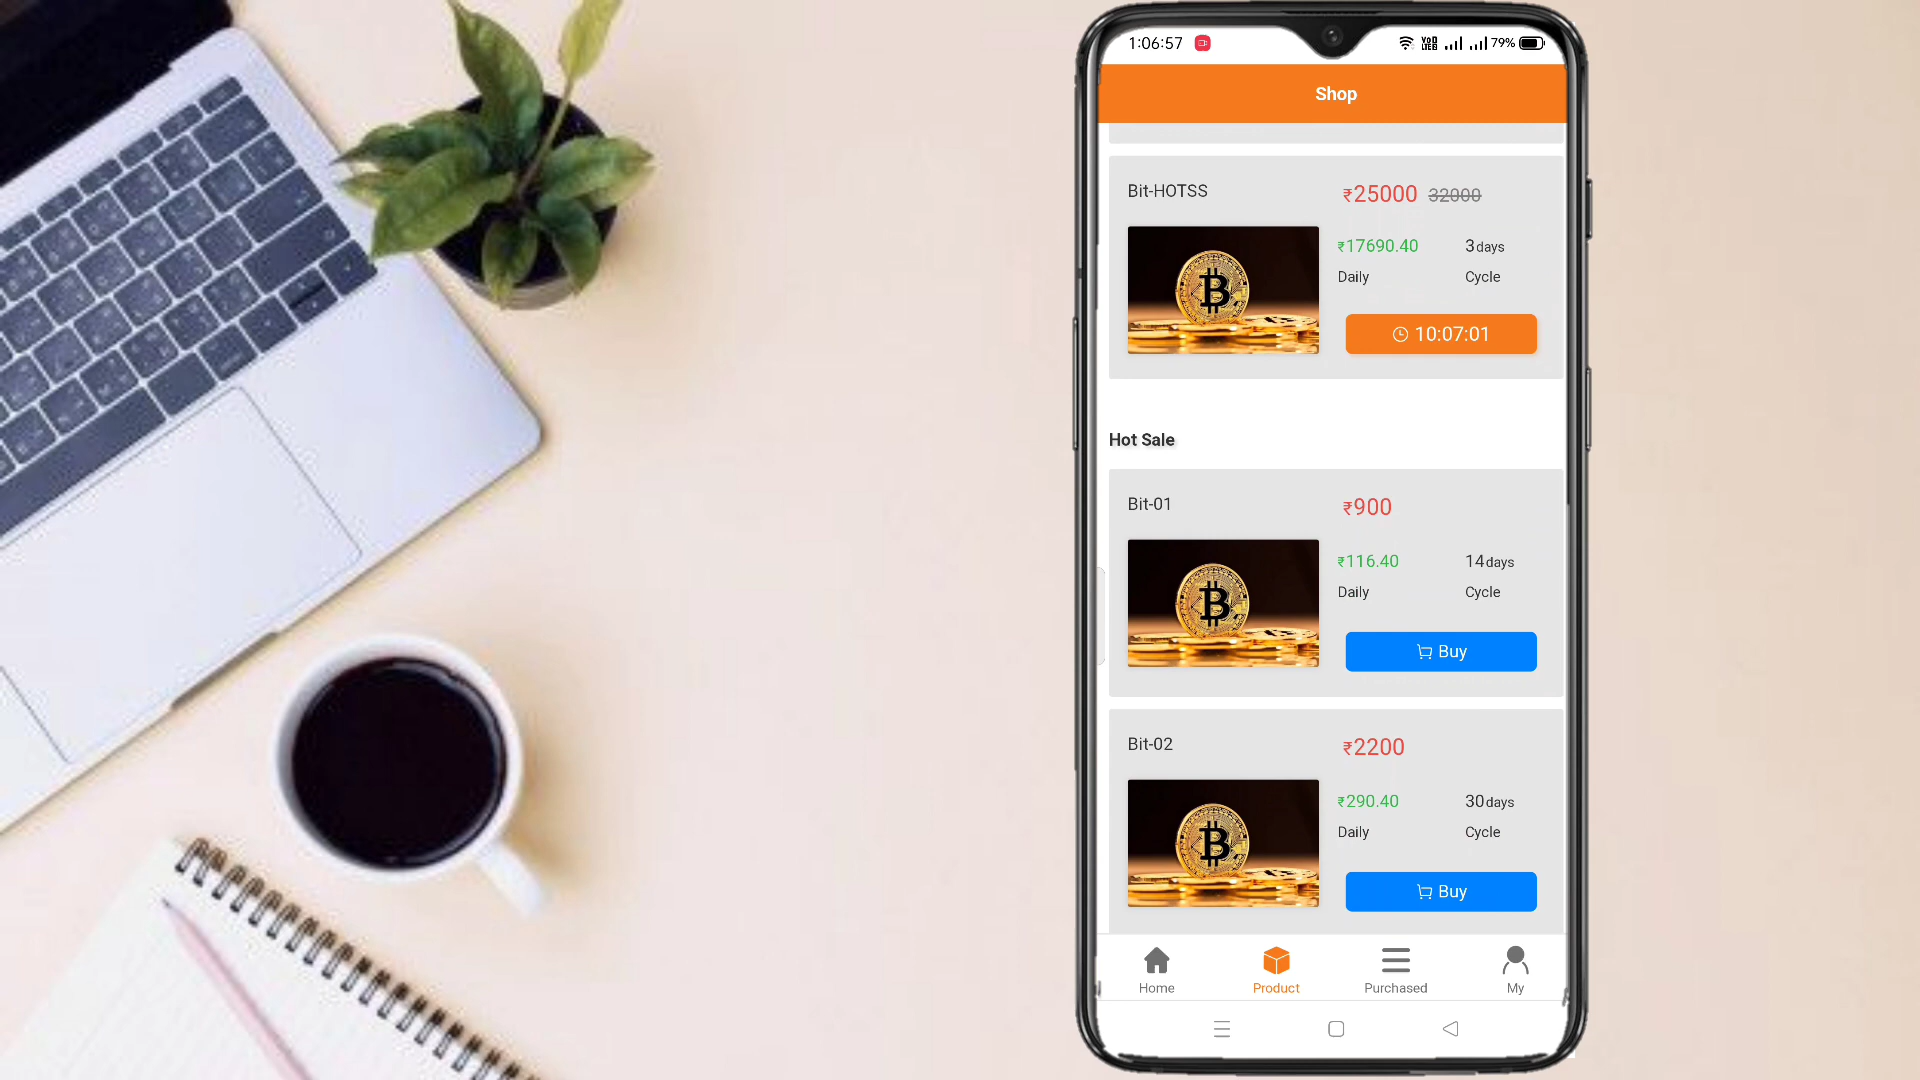 1:06:57
79%
Shop
Bit-HOTSS
₹25000 32000
₹17690.40 3days
Daily Cycle
10:07:01
Hot Sale
Bit-01
₹900
₹116.40 14days
Daily Cycle
Buy
Bit-02
₹2200
₹290.40 30days
Daily Cycle
Buy
Home Product Purchased My